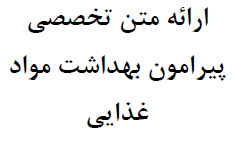 ارائه متن تخصصی
پیرامون بهداشت مواد
غذایی